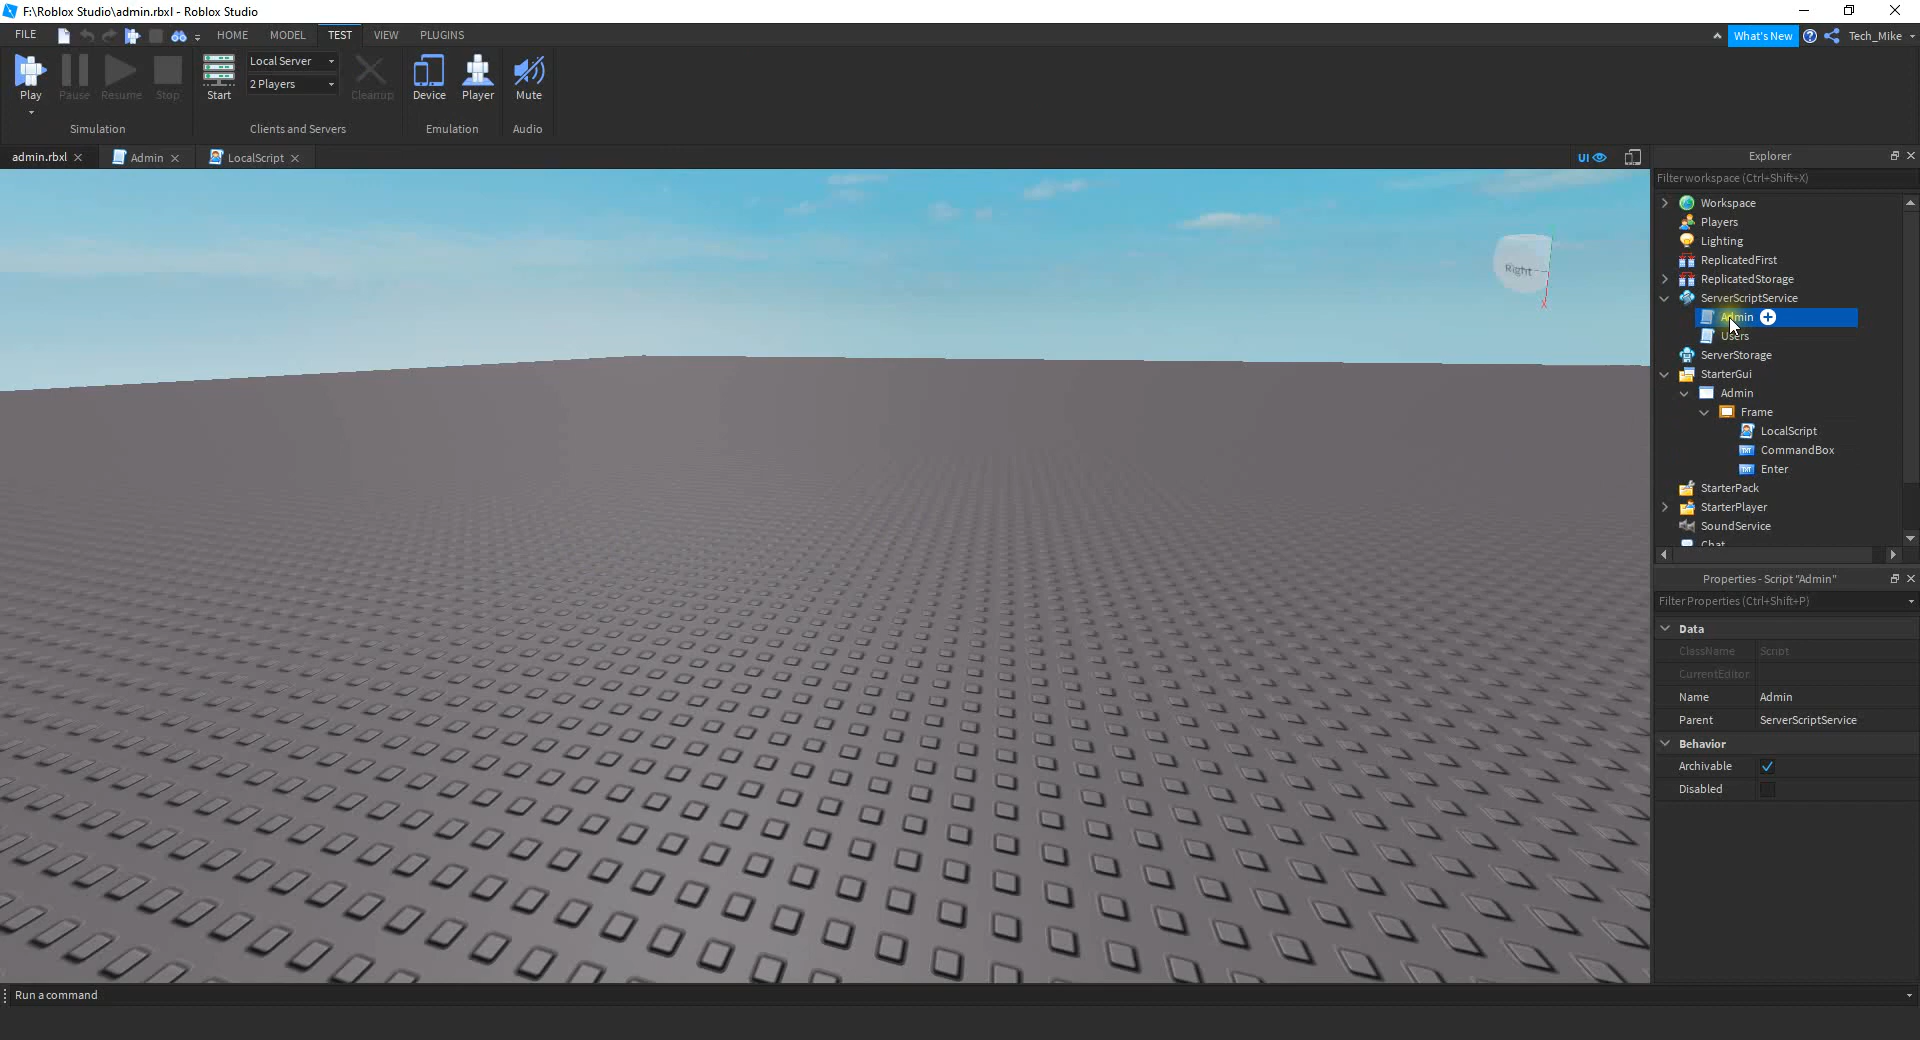 F:\Roblox Studio\admin.rbxl - Roblox Studio
FILE HOME MODEL TEST VIEW PLUGINS What's New Tech_Mike
Play Pause Resume Stop Start Local Server 2 Players Cleanup Device Player Mute
Simulation Clients and Servers Emulation Audio
admin.rbxl Admin LocalScript UI Explorer
Filter workspace (Ctrl+Shift+X)
Workspace
Players
Lighting
ReplicatedFirst
Right
ReplicatedStorage
ServerScriptService
Admin
Users
ServerStorage
StarterGui
Admin
Frame
LocalScript
CommandBox
Enter
StarterPack
StarterPlayer
SoundService
Chat
Properties - Script "Admin"
Filter Properties (Ctrl+Shift+P)
Data
ClassName Script
CurrentEditor
Name Admin
Parent ServerScriptService
Behavior
Archivable
Disabled
Run a command